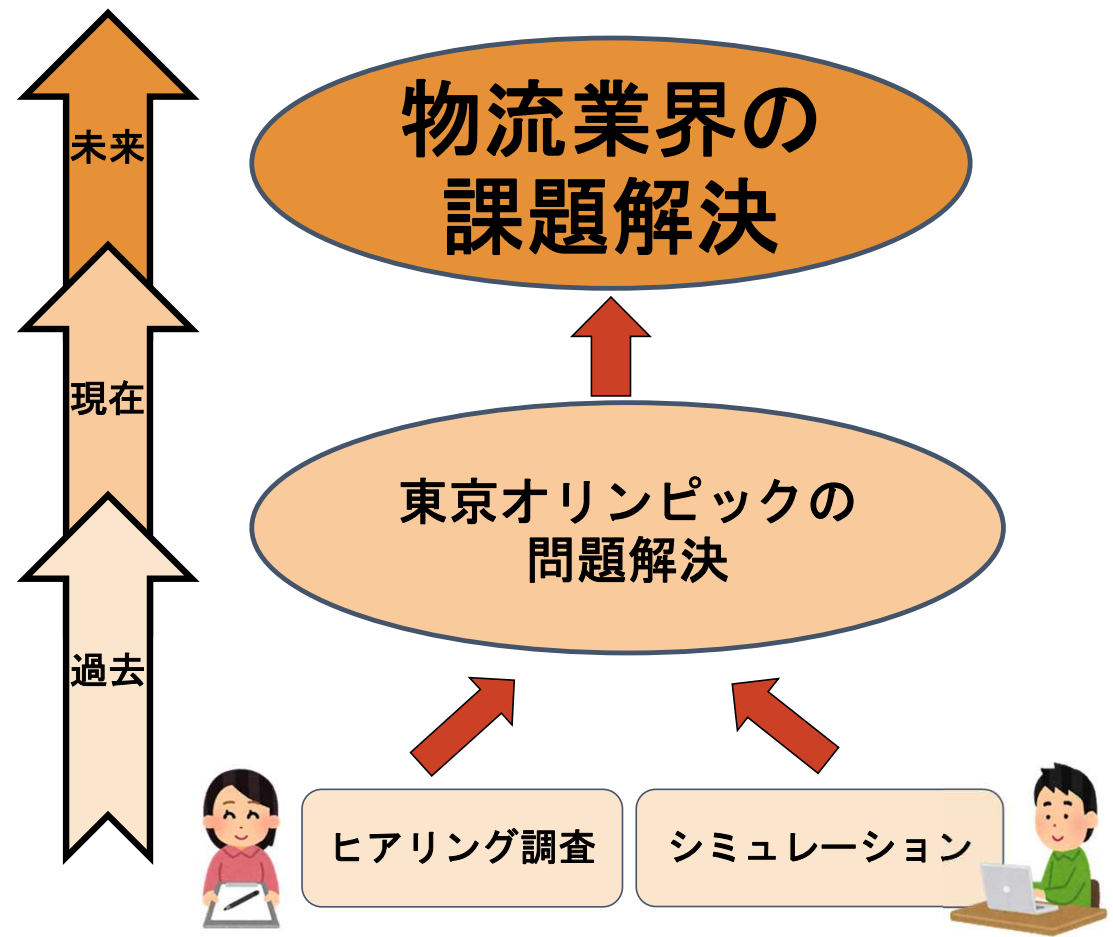 未来
物流業界の
課題解決
現在
東京オリンピックの
問題解決
過去
ヒアリング調査
シミュレーション